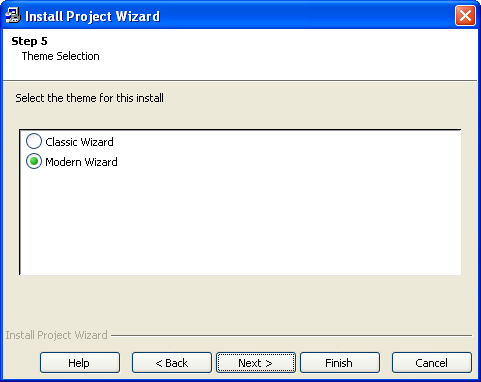 Install Project Wizard
Step 5
Theme Selection
Select the theme for this install
Classic Wizard
Modern Wizard
Install Project Wizard
Help
< Back
Next >
Finish
Cancel